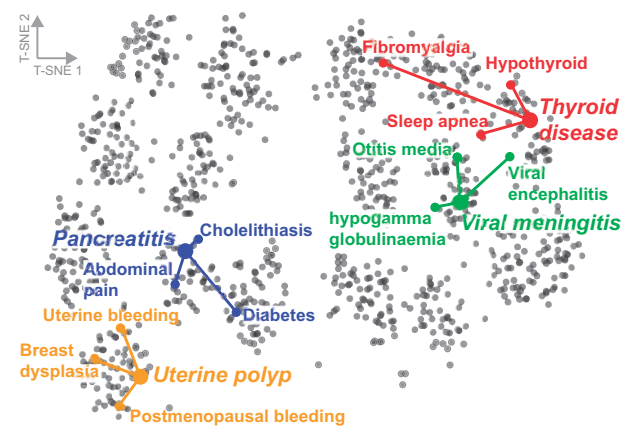 T-SNE 2
T-SNE 1
Fibromyalgia
Hypothyroid
Thyroid
disease
Sleep apnea
Otitis media
Viral
encephalitis
hypogamma
globulinaemia
Viral meningitis
Pancreatitis
Cholelithiasis
Abdominal
pain
Diabetes
Uterine bleeding
Breast
dysplasia
Uterine polyp
Postmenopausal bleeding